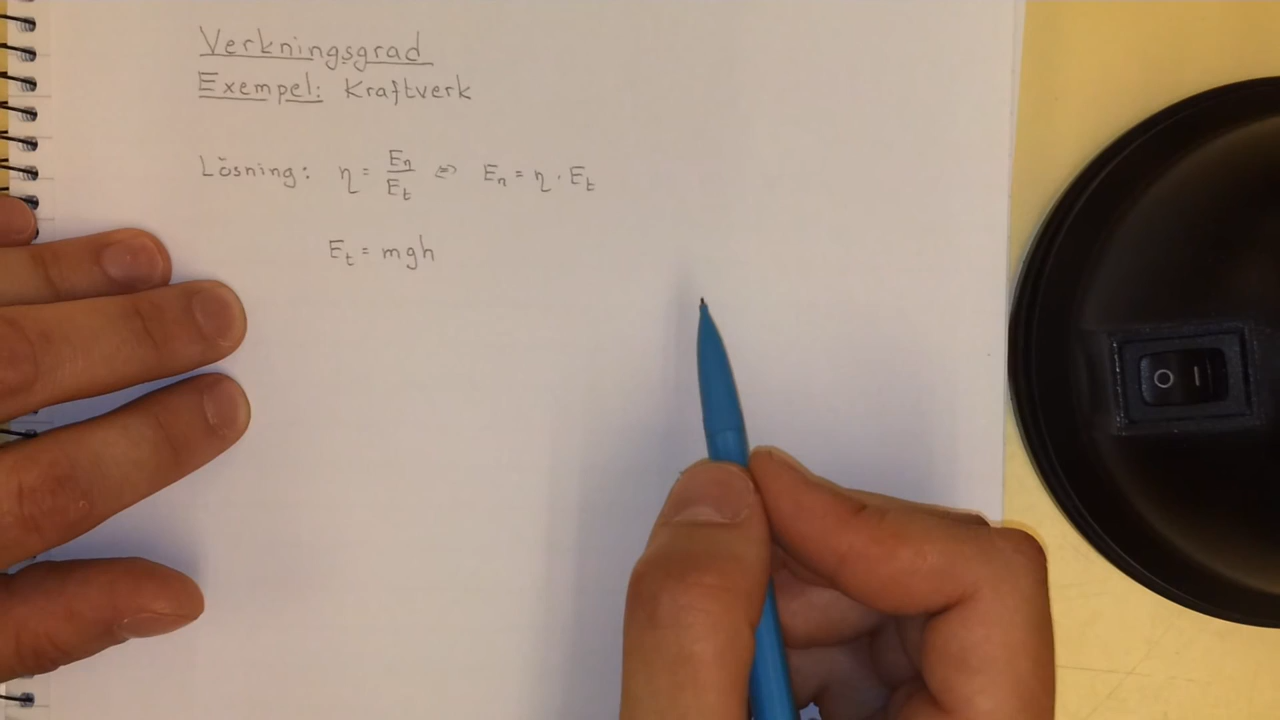 Verkningsgrad
Exempel: Kraftverk
Lösning: η = En/Et ⇔ En = η · Et
Et = mgh
O I